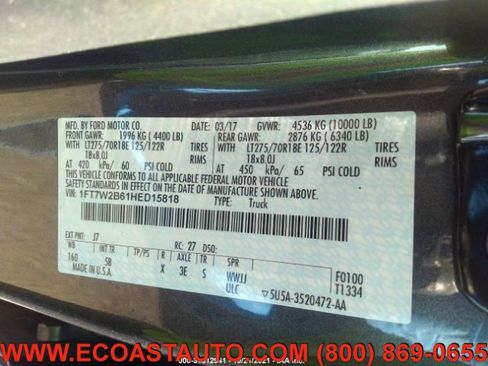 MFD. BY FORD MOTOR CO.
03/17 GVWR: 4536 KG (10000 LB)
FRONT GAWR: 1996 KG (4400 LB)
REAR GAWR: 2876 KG (6340 LB)
WITH LT275/70R18E 125/122R TIRES
WITH LT275/70R18E 125/122R TIRES
18x8.0J RIMS
18x8.0J RIMS
AT 420 kPa/ 60 PSI COLD
AT 450 kPa/ 65 PSI COLD
THIS VEHICLE CONFORMS TO ALL APPLICABLE FEDERAL MOTOR VEHICLE
SAFETY STANDARDS IN EFFECT ON THE DATE OF MANUFACTURE SHOWN ABOVE.
VIN: 1FT7W2B61HED15818
TYPE: Truck
EXT PNT: J7 RC: 27 DSO:
WB TP/PS R AXLE TR SPR
160 5B X 3E S WWJJ F0100
MADE IN U.S.A. ULC T1334
5U5A-3520472-AA
WWW.ECOASTAUTO.COM (800) 869-0655